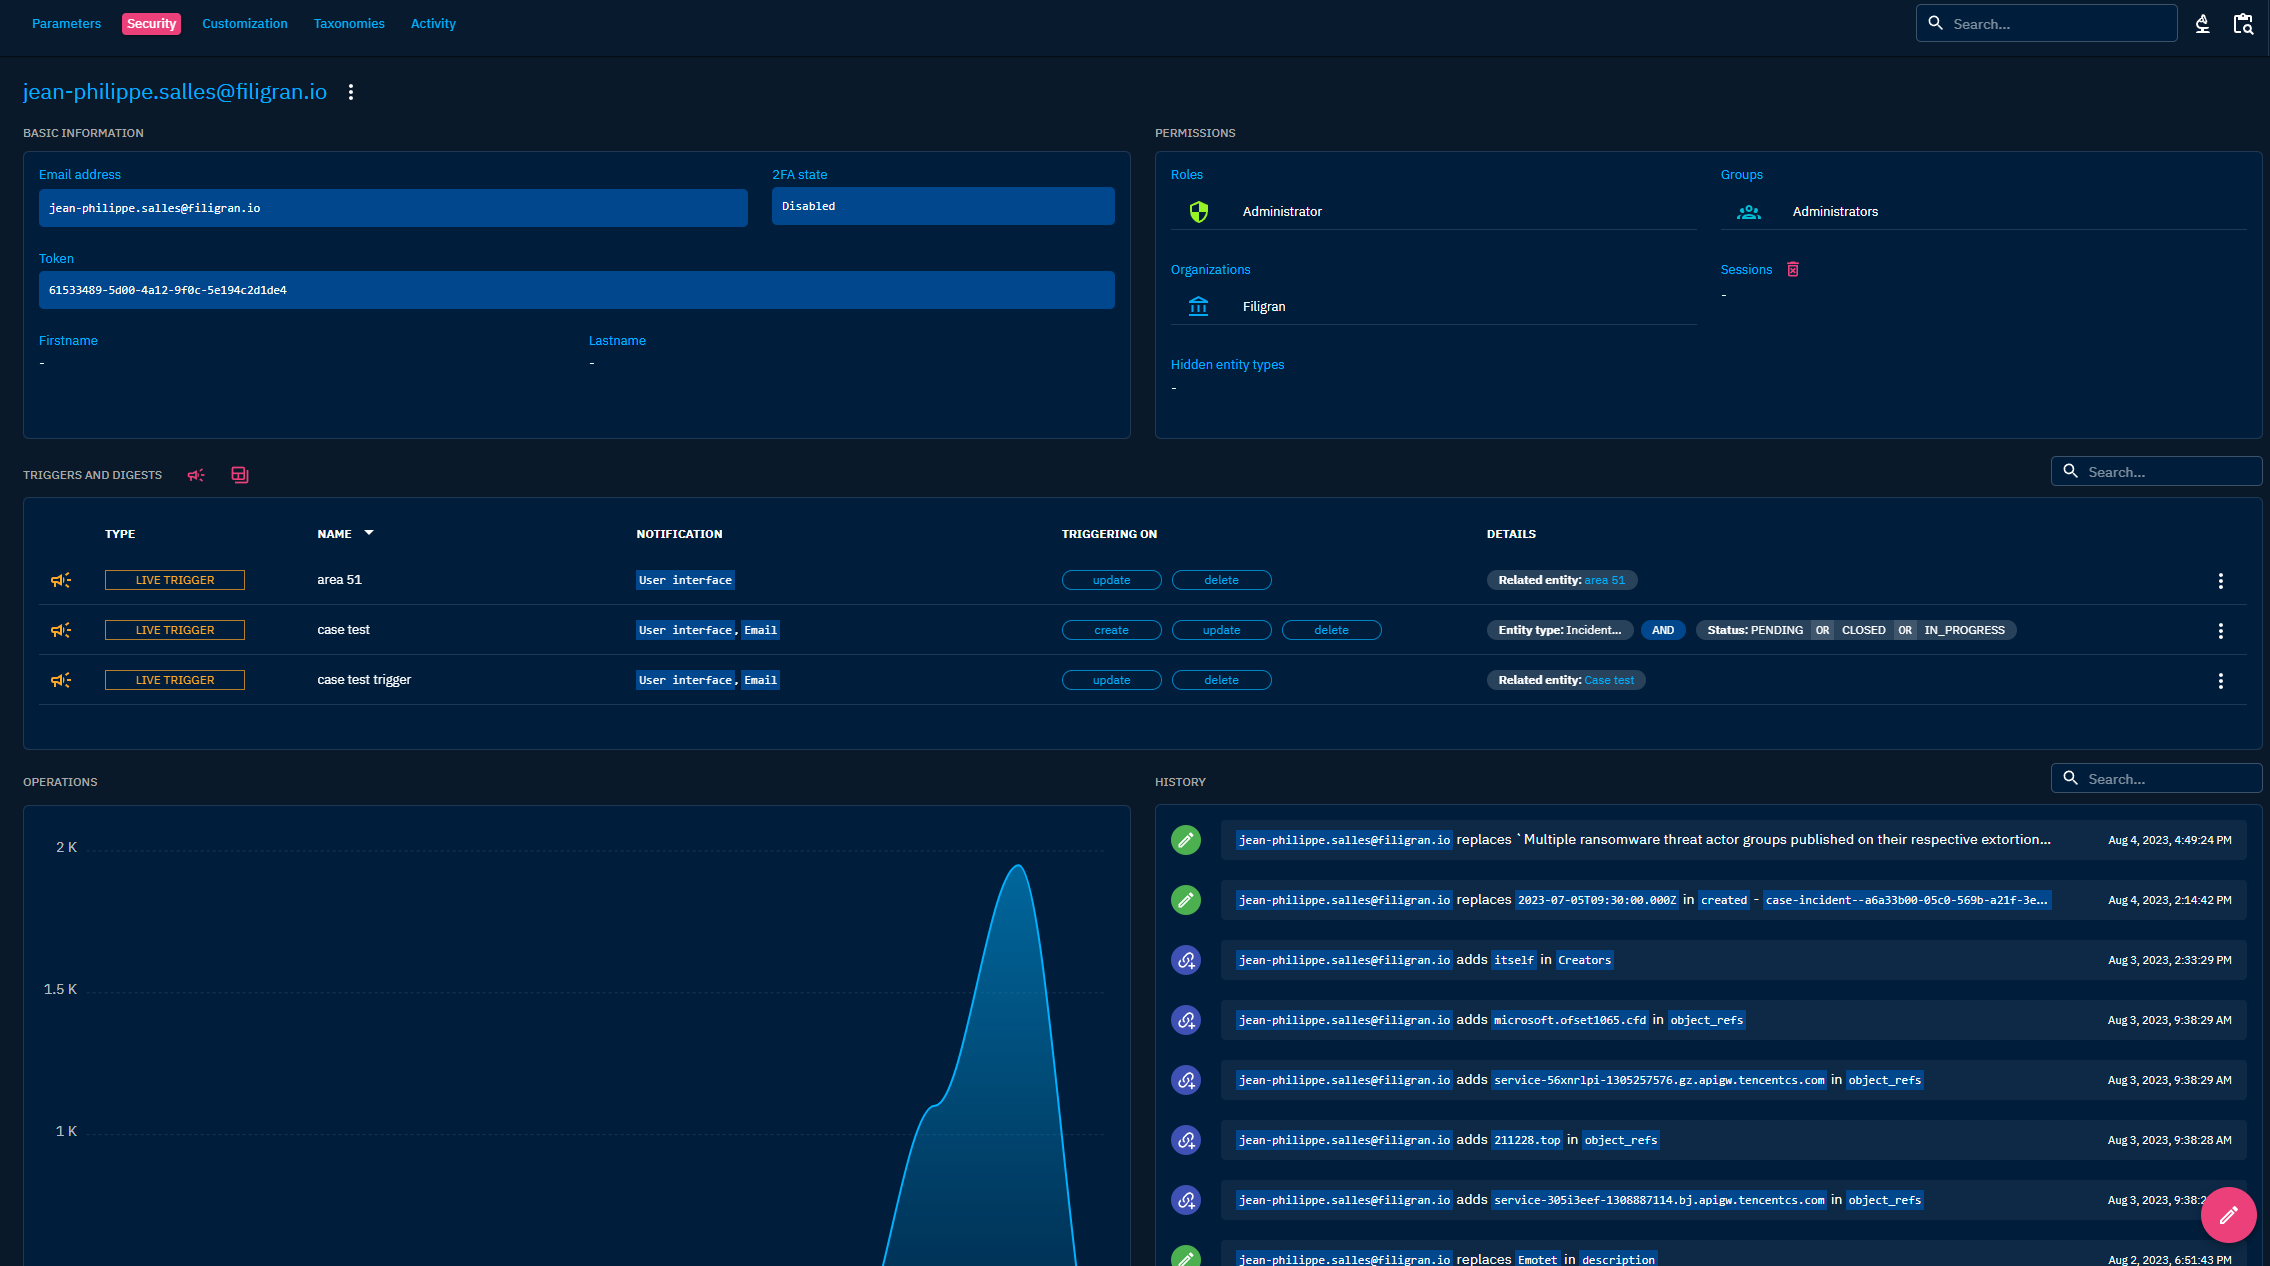 Parameters Security Customization Taxonomies Activity Search...
jean-philippe.salles@filigran.io
BASIC INFORMATION
Email address 2FA state
jean-philippe.salles@filigran.io Disabled
Token
61533489-5d00-4a12-9f0c-5e194c2d1de4
Firstname Lastname
- -
PERMISSIONS
Roles Groups
Administrator Administrators
Organizations Sessions
Filigran -
Hidden entity types
-
TRIGGERS AND DIGESTS Search...
TYPE NAME NOTIFICATION TRIGGERING ON DETAILS
LIVE TRIGGER area 51 User interface update delete Related entity: area 51
LIVE TRIGGER case test User interface, Email create update delete Entity type: Incident... AND Status: PENDING OR CLOSED OR IN_PROGRESS
LIVE TRIGGER case test trigger User interface, Email update delete Related entity: Case test
OPERATIONS
2 K
1.5 K
1 K
HISTORY Search...
jean-philippe.salles@filigran.io replaces `Multiple ransomware threat actor groups published on their respective extortion... Aug 4, 2023, 4:49:24 PM
jean-philippe.salles@filigran.io replaces 2023-07-05T09:30:00.000Z in created - case-incident--a6a33b00-05c0-569b-a21f-3e... Aug 4, 2023, 2:14:42 PM
jean-philippe.salles@filigran.io adds itself in Creators Aug 3, 2023, 2:33:29 PM
jean-philippe.salles@filigran.io adds microsoft.ofset1065.cfd in object_refs Aug 3, 2023, 9:38:29 AM
jean-philippe.salles@filigran.io adds service-56xnrlpi-1305257576.gz.apigw.tencentcs.com in object_refs Aug 3, 2023, 9:38:29 AM
jean-philippe.salles@filigran.io adds 211228.top in object_refs Aug 3, 2023, 9:38:28 AM
jean-philippe.salles@filigran.io adds service-305i3eef-1308887114.bj.apigw.tencentcs.com in object_refs Aug 3, 2023,
jean-philippe.salles@filigran.io replaces Emotet in description Aug 2, 2023, 6:51:43 PM